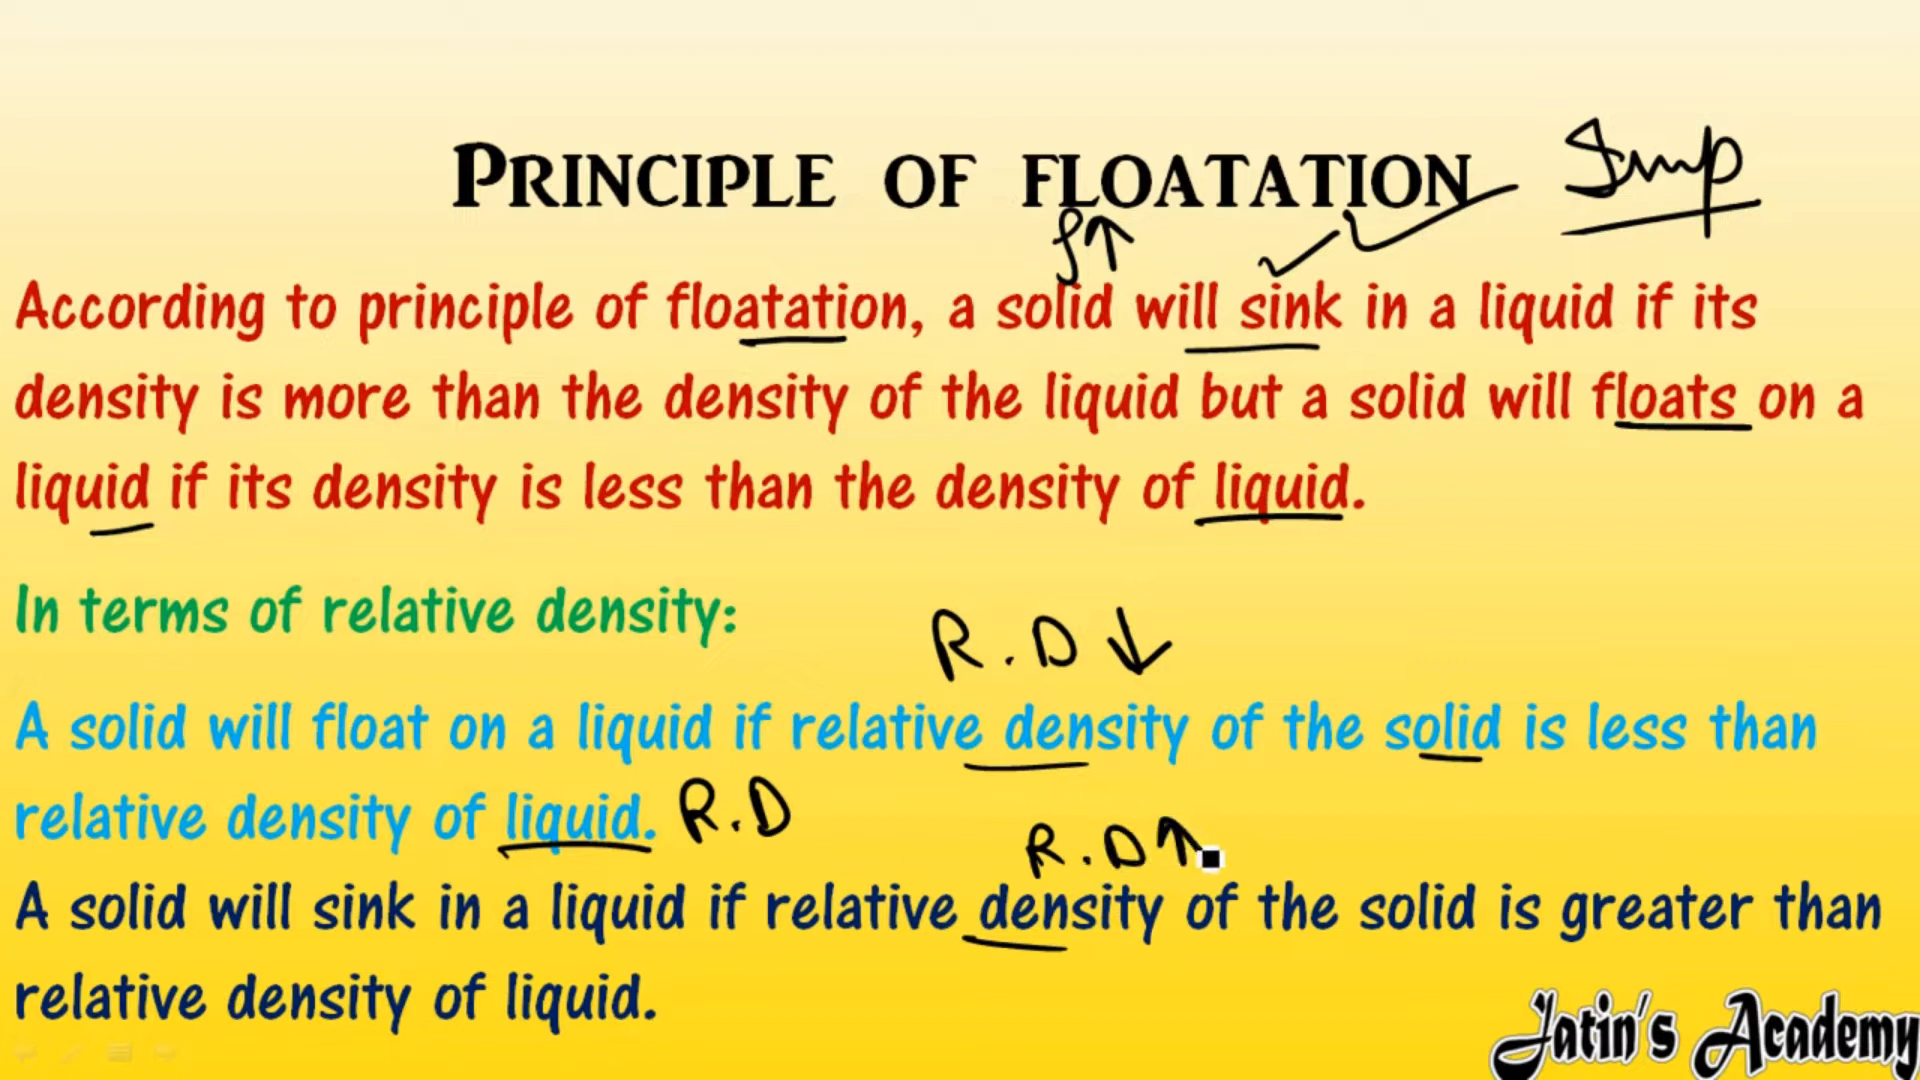 PRINCIPLE OF FLOATATION Imp
ρ↑
According to principle of floatation, a solid will sink in a liquid if its
density is more than the density of the liquid but a solid will floats on a
liquid if its density is less than the density of liquid.
In terms of relative density:
R.D↓
A solid will float on a liquid if relative density of the solid is less than
relative density of liquid. R.D
R.D↑
A solid will sink in a liquid if relative density of the solid is greater than
relative density of liquid.
Jatin's Academy